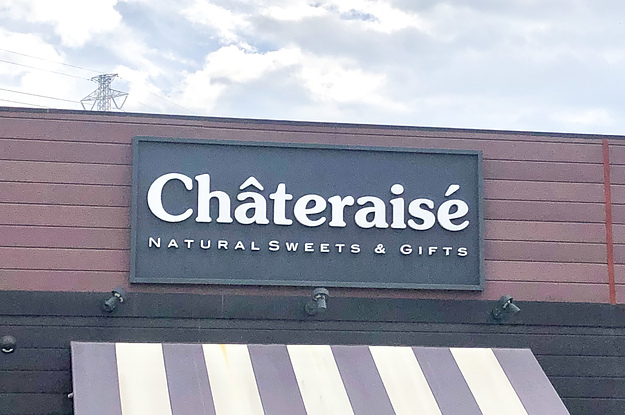 Châteraisé
NATURAL SWEETS & GIFTS